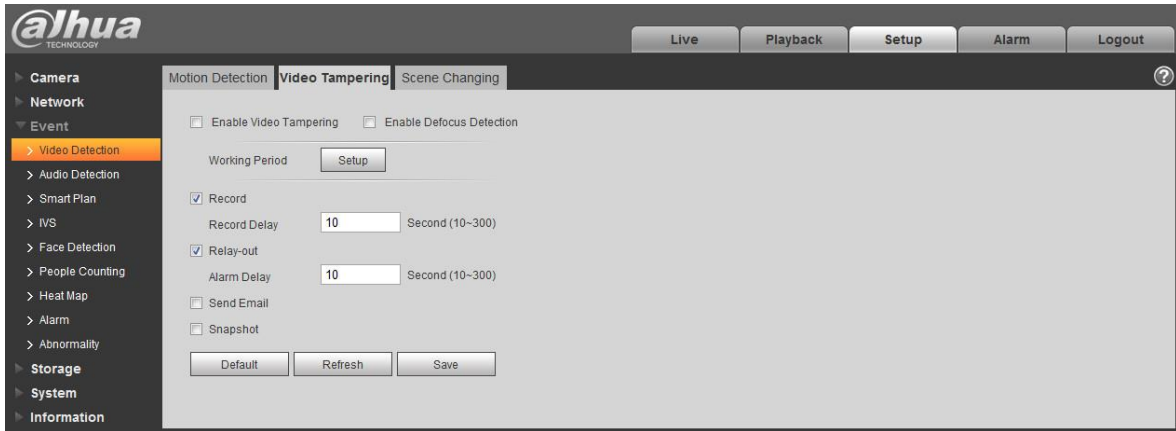 alhua
TECHNOLOGY
Live Playback Setup Alarm Logout
Camera
Network
Event
Video Detection
Audio Detection
Smart Plan
IVS
Face Detection
People Counting
Heat Map
Alarm
Abnormality
Storage
System
Information
Motion Detection Video Tampering Scene Changing ?
Enable Video Tampering Enable Defocus Detection
Working Period Setup
Record
Record Delay 10 Second (10~300)
Relay-out
Alarm Delay 10 Second (10~300)
Send Email
Snapshot
Default Refresh Save